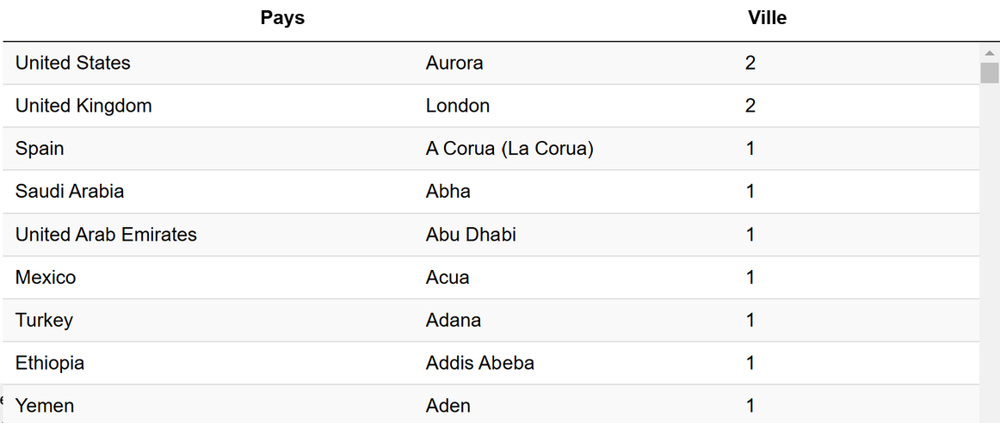 Pays Ville
United States Aurora 2
United Kingdom London 2
Spain A Corua (La Corua) 1
Saudi Arabia Abha 1
United Arab Emirates Abu Dhabi 1
Mexico Acua 1
Turkey Adana 1
Ethiopia Addis Abeba 1
Yemen Aden 1